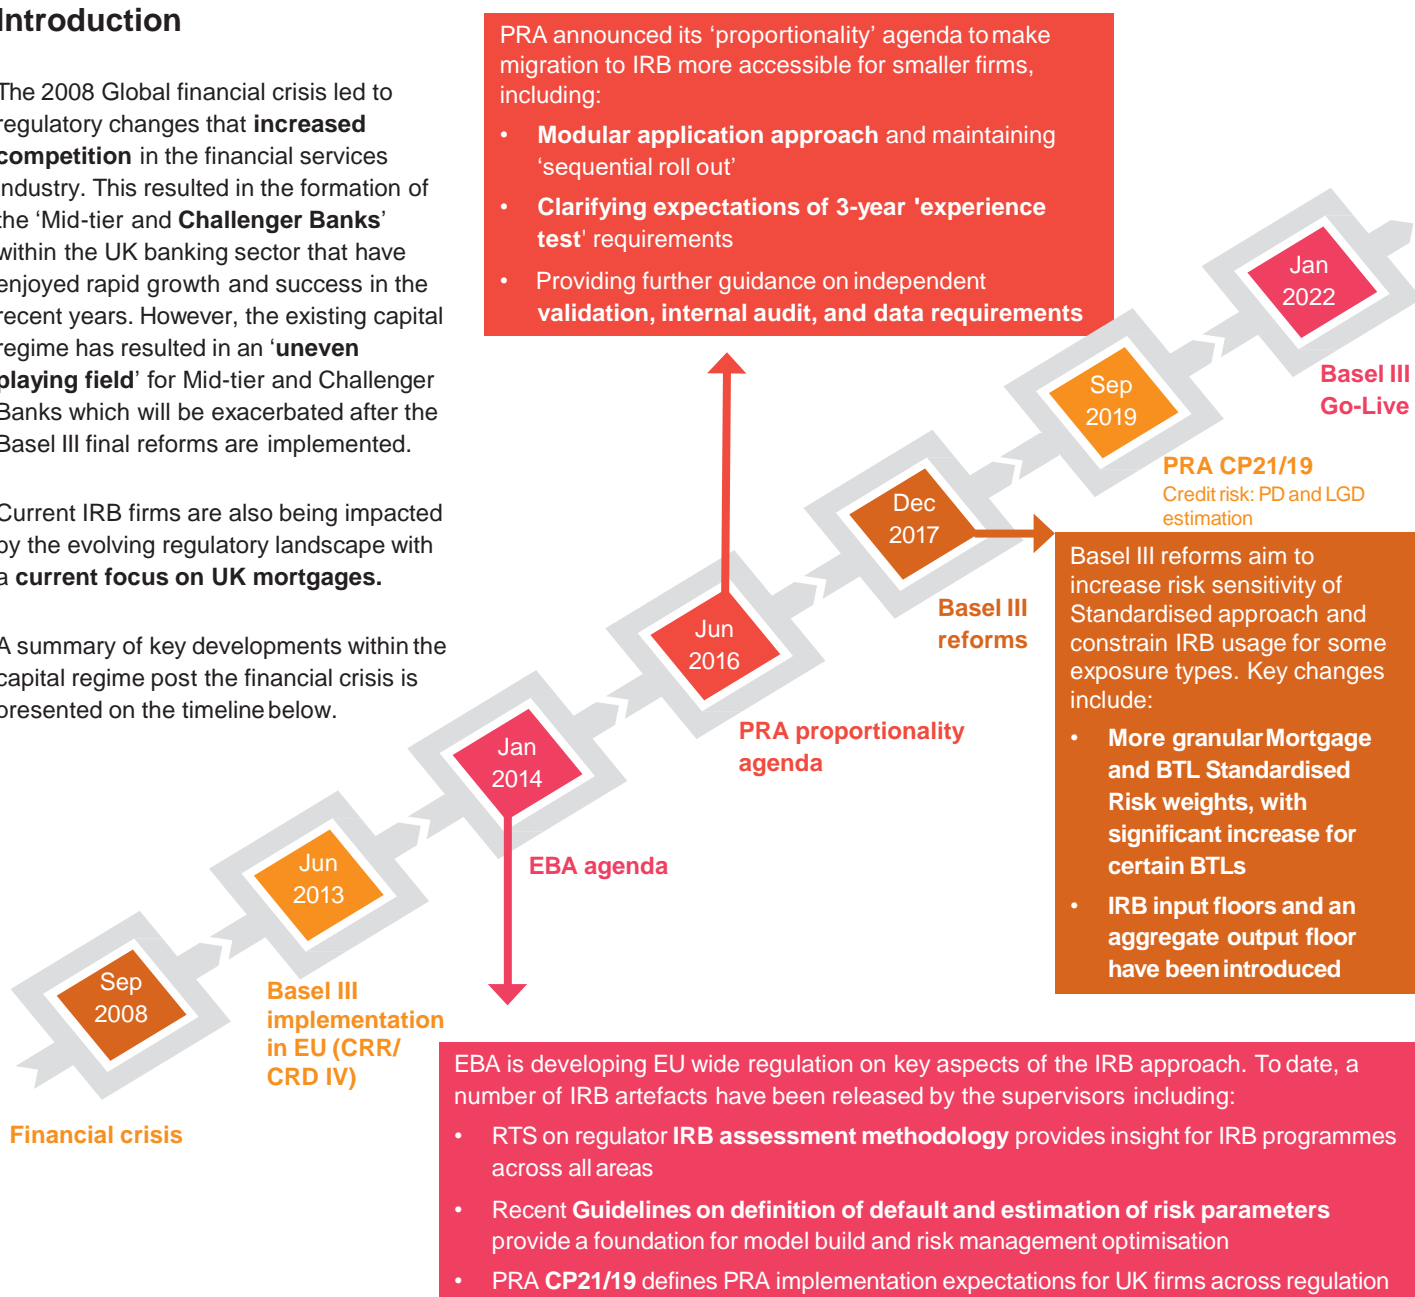 Introduction
The 2008 Global financial crisis led to
regulatory changes that increased
competition in the financial services
industry. This resulted in the formation of
the ‘Mid-tier and Challenger Banks’
within the UK banking sector that have
enjoyed rapid growth and success in the
recent years. However, the existing capital
regime has resulted in an ‘uneven
playing field’ for Mid-tier and Challenger
Banks which will be exacerbated after the
Basel III final reforms are implemented.
Current IRB firms are also being impacted
by the evolving regulatory landscape with
a current focus on UK mortgages.
A summary of key developments within the
capital regime post the financial crisis is
presented on the timeline below.
PRA announced its ‘proportionality’ agenda to make
migration to IRB more accessible for smaller firms,
including:
• Modular application approach and maintaining
‘sequential roll out’
• Clarifying expectations of 3-year 'experience
test' requirements
• Providing further guidance on independent
validation, internal audit, and data requirements
Jan
2022
Basel III
Go-Live
Sep
2019
PRA CP21/19
Credit risk: PD and LGD
estimation
Dec
2017
Basel III
reforms
Basel III reforms aim to
increase risk sensitivity of
Standardised approach and
constrain IRB usage for some
exposure types. Key changes
include:
• More granular Mortgage
and BTL Standardised
Risk weights, with
significant increase for
certain BTLs
• IRB input floors and an
aggregate output floor
have been introduced
Jun
2016
PRA proportionality
agenda
Jan
2014
EBA agenda
Jun
2013
Basel III
implementation
in EU (CRR/
CRD IV)
Sep
2008
Financial crisis
EBA is developing EU wide regulation on key aspects of the IRB approach. To date, a
number of IRB artefacts have been released by the supervisors including:
• RTS on regulator IRB assessment methodology provides insight for IRB programmes
across all areas
• Recent Guidelines on definition of default and estimation of risk parameters
provide a foundation for model build and risk management optimisation
• PRA CP21/19 defines PRA implementation expectations for UK firms across regulation